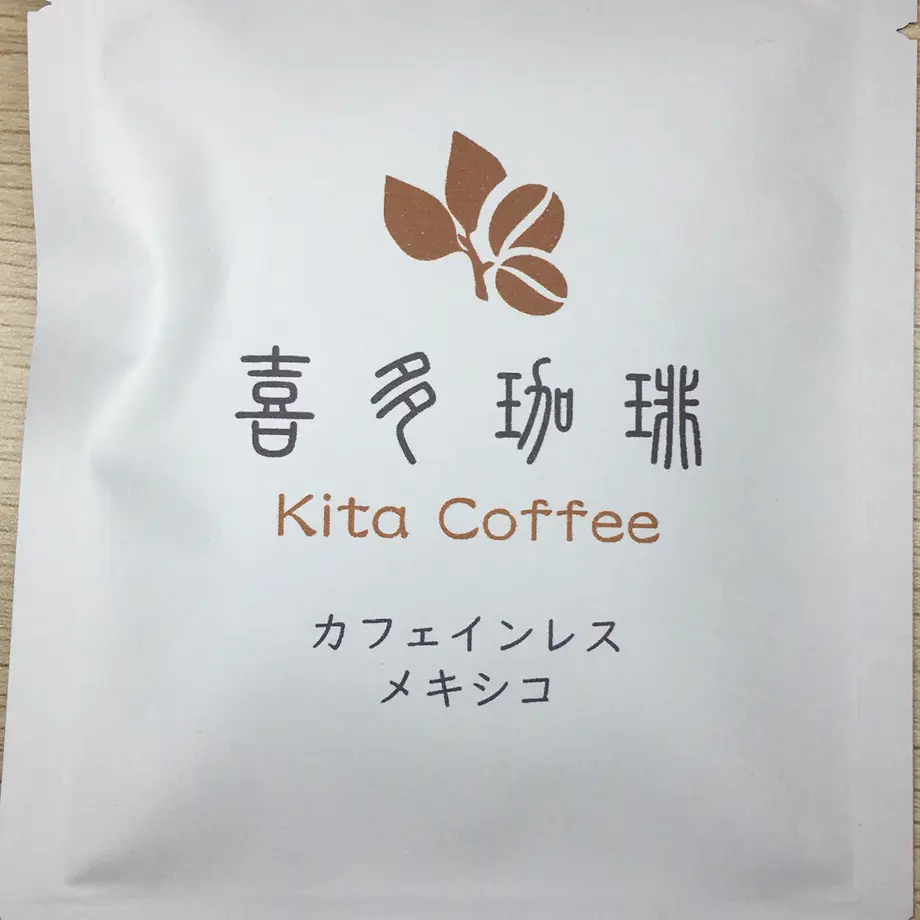 喜多珈琲
Kita Coffee
カフェインレス
メキシコ